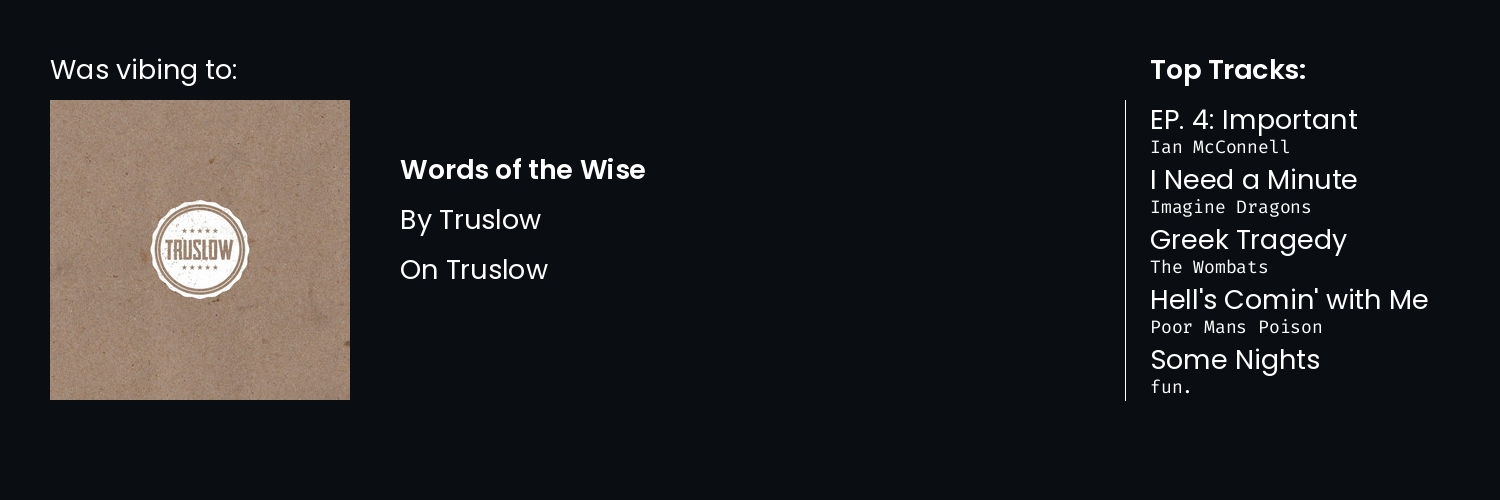 Was vibing to:
TRUSLOW
Words of the Wise
By Truslow
On Truslow
Top Tracks:
EP. 4: Important
Ian McConnell
I Need a Minute
Imagine Dragons
Greek Tragedy
The Wombats
Hell's Comin' with Me
Poor Mans Poison
Some Nights
fun.